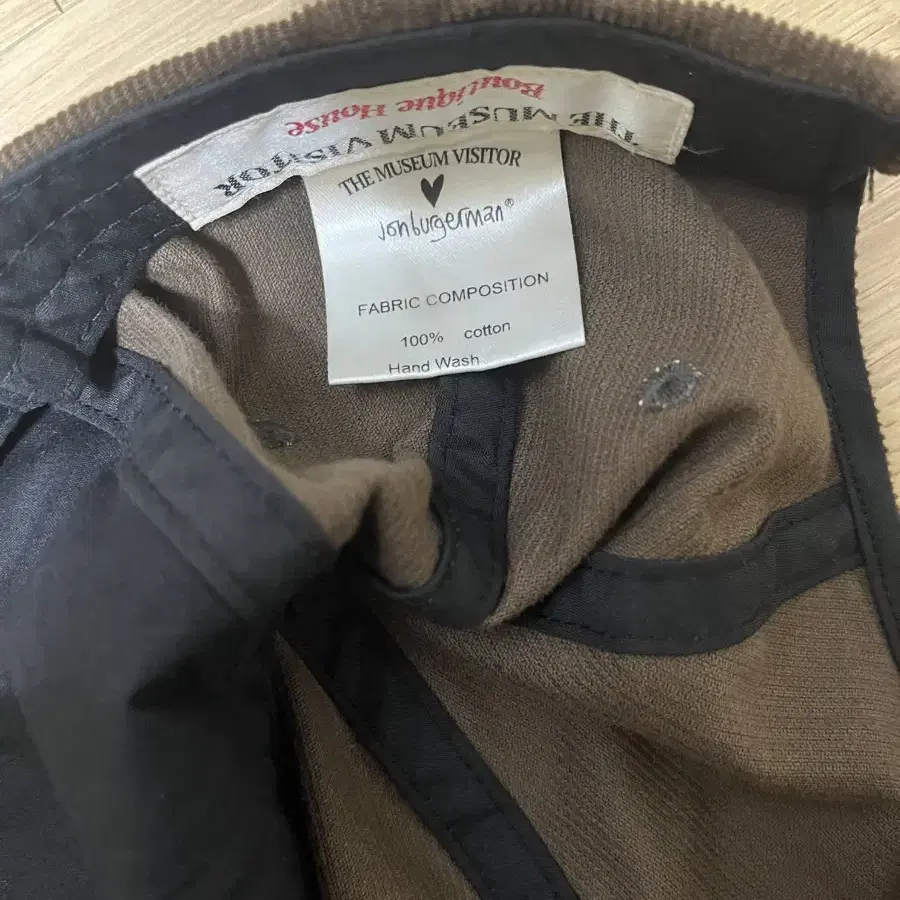 Boutique House
THE MUSEUM VISITOR
THE MUSEUM VISITOR
jonburgerman®
FABRIC COMPOSITION
100% cotton
Hand Wash